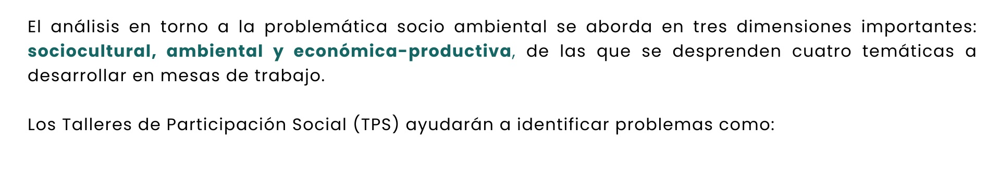 El análisis en torno a la problemática socio ambiental se aborda en tres dimensiones importantes:
sociocultural, ambiental y económica-productiva, de las que se desprenden cuatro temáticas a
desarrollar en mesas de trabajo.
Los Talleres de Participación Social (TPS) ayudarán a identificar problemas como: